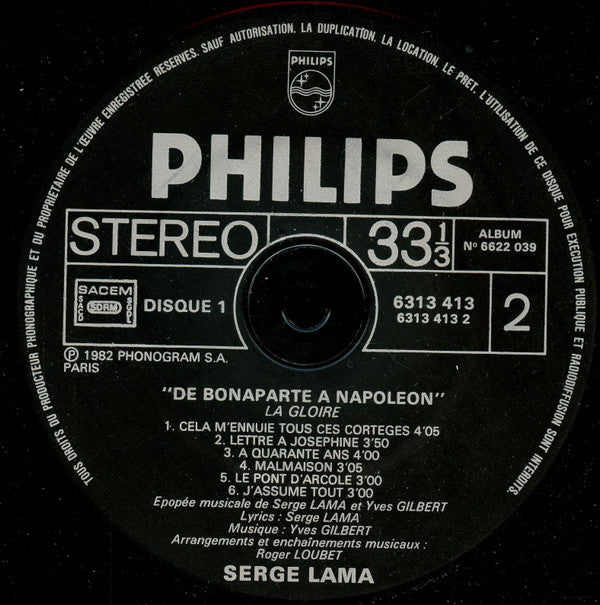 TOUS DROITS DU PRODUCTEUR PHONOGRAPHIQUE ET DU PROPRIETAIRE DE L'ŒUVRE ENREGISTREE RESERVES. SAUF AUTORISATION, LA DUPLICATION, LA LOCATION, LE PRET, L'UTILISATION DE CE DISQUE POUR EXECUTION PUBLIQUE ET RADIODIFFUSION SONT INTERDITS
PHILIPS
PHILIPS
STEREO 33 1/3 ALBUM
N° 6622 039
SACEM
SACD SDRM SGDL
DISQUE 1
6313 413
6313 413 2
2
Ⓟ 1982 PHONOGRAM S.A.
PARIS
"DE BONAPARTE A NAPOLEON"
LA GLOIRE
1. CELA M'ENNUIE TOUS CES CORTEGES 4'05
2. LETTRE A JOSEPHINE 3'50
3. A QUARANTE ANS 4'00
4. MALMAISON 3'05
5. LE PONT D'ARCOLE 3'00
6. J'ASSUME TOUT 3'00
Epopée musicale de Serge LAMA et Yves GILBERT
Lyrics : Serge LAMA
Musique : Yves GILBERT
Arrangements et enchaînements musicaux :
Roger LOUBET
SERGE LAMA